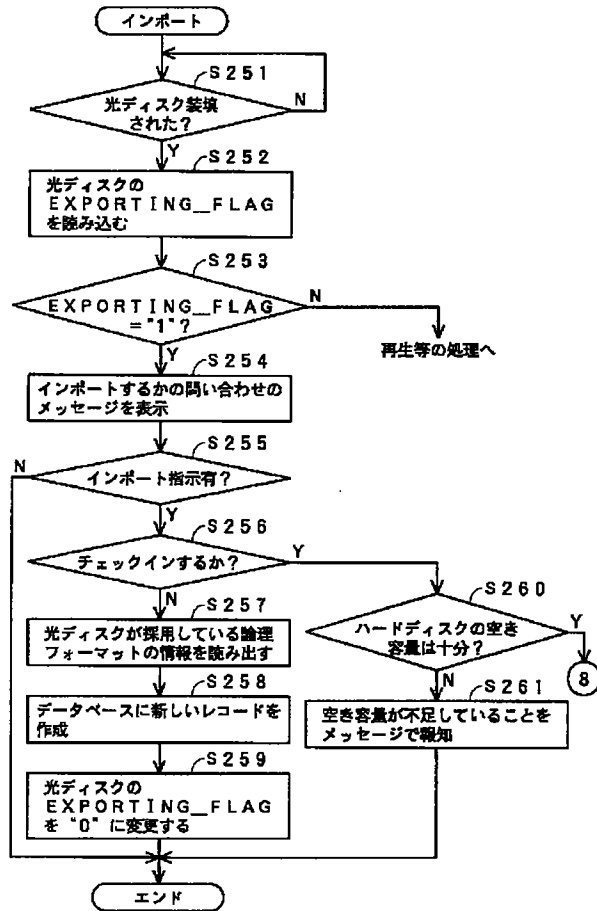 インポート
S251
光ディスク装填
された?
N
Y
S252
光ディスクの
EXPORTING_FLAG
を読み込む
S253
EXPORTING_FLAG
="1"?
N
再生等の処理へ
Y
S254
インポートするかの問い合わせの
メッセージを表示
S255
N
インポート指示有?
Y
S256
チェックインするか?
Y
N
S257
光ディスクが採用している論理
フォーマットの情報を読み出す
S258
データベースに新しいレコードを
作成
S259
光ディスクの
EXPORTING_FLAG
を"0"に変更する
S260
ハードディスクの空き
容量は十分?
Y
8
N
S261
空き容量が不足していることを
メッセージで報知
エンド